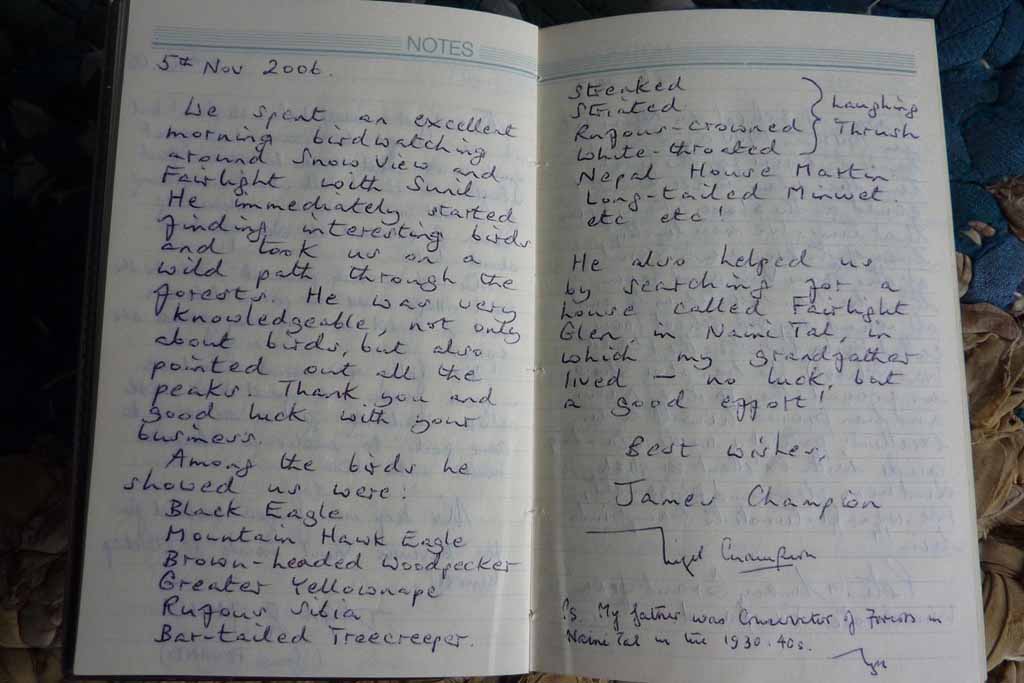 NOTES
5th Nov 2006.
We spent an excellent
morning birdwatching
around Snow View and
Fairlight with Sunil.
He immediately started
finding interesting birds
and took us on a
wild path through the
forests. He was very
knowledgeable, not only
about birds, but also
pointed out all the
peaks. Thank you and
good luck with your
business.
Among the birds he
showed us were:
Black Eagle
Mountain Hawk Eagle
Brown-headed Woodpecker
Greater Yellownape
Rufous Sibia
Bar-tailed Treecreeper.
Streaked
Striated
Rufous-crowned
White-throated
Laughing
Thrush
Nepal House Martin
Long-tailed Minivet.
etc etc!
He also helped us
by searching for a
house called Fairlight
Glen, in Naini Tal, in
which my grandfather
lived – no luck, but
a good effort!
Best wishes,
James Champion
Nigel Champion
P.S My father was Conservator of Forests in
Naini Tal in the 1930.40s.